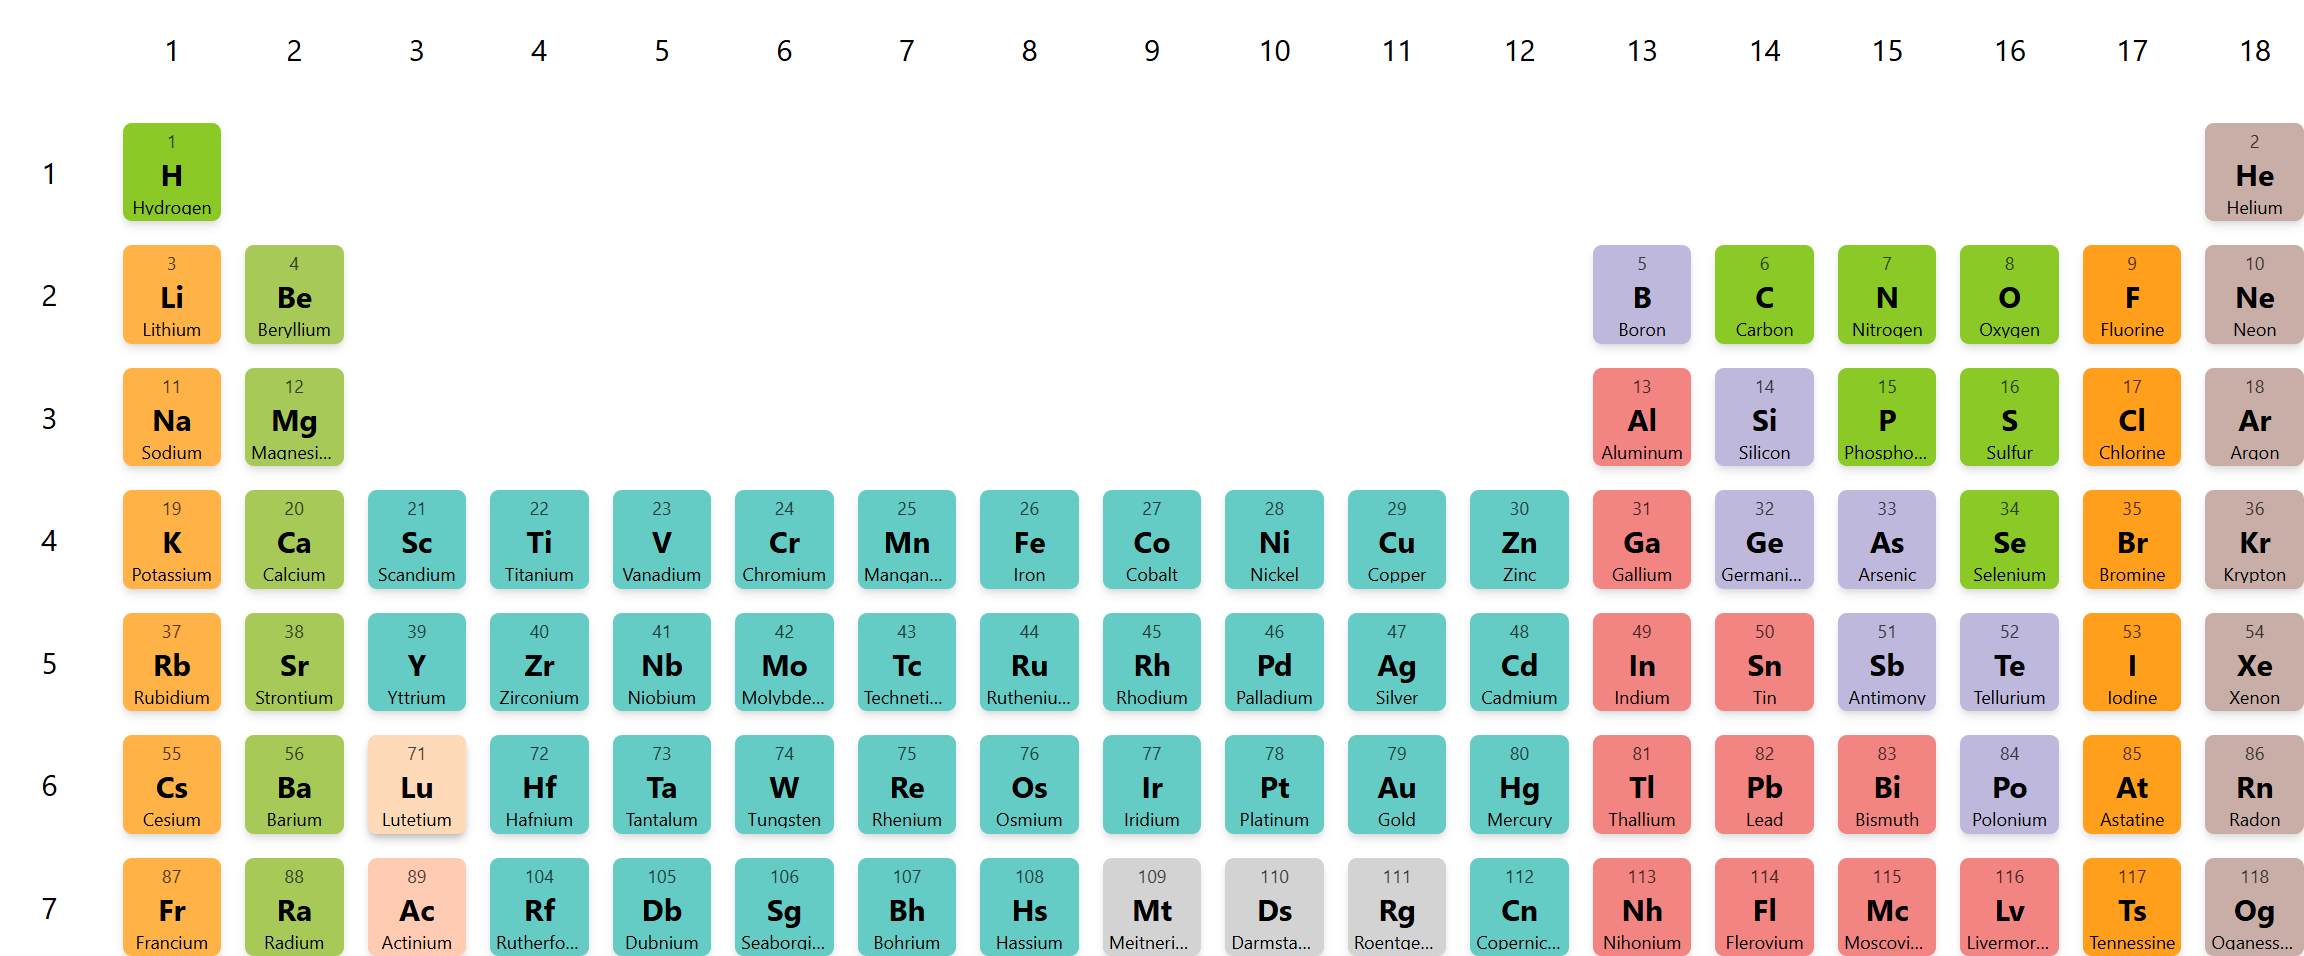 1 2 3 4 5 6 7 8 9 10 11 12 13 14 15 16 17 18
1 2
1 H He
Hydrogen Helium
3 4 5 6 7 8 9 10
2 Li Be B C N O F Ne
Lithium Beryllium Boron Carbon Nitrogen Oxygen Fluorine Neon
11 12 13 14 15 16 17 18
3 Na Mg Al Si P S Cl Ar
Sodium Magnesi... Aluminum Silicon Phospho... Sulfur Chlorine Argon
19 20 21 22 23 24 25 26 27 28 29 30 31 32 33 34 35 36
4 K Ca Sc Ti V Cr Mn Fe Co Ni Cu Zn Ga Ge As Se Br Kr
Potassium Calcium Scandium Titanium Vanadium Chromium Mangan... Iron Cobalt Nickel Copper Zinc Gallium Germani... Arsenic Selenium Bromine Krypton
37 38 39 40 41 42 43 44 45 46 47 48 49 50 51 52 53 54
5 Rb Sr Y Zr Nb Mo Tc Ru Rh Pd Ag Cd In Sn Sb Te I Xe
Rubidium Strontium Yttrium Zirconium Niobium Molybde... Techneti... Rutheniu... Rhodium Palladium Silver Cadmium Indium Tin Antimony Tellurium Iodine Xenon
55 56 71 72 73 74 75 76 77 78 79 80 81 82 83 84 85 86
6 Cs Ba Lu Hf Ta W Re Os Ir Pt Au Hg Tl Pb Bi Po At Rn
Cesium Barium Lutetium Hafnium Tantalum Tungsten Rhenium Osmium Iridium Platinum Gold Mercury Thallium Lead Bismuth Polonium Astatine Radon
87 88 89 104 105 106 107 108 109 110 111 112 113 114 115 116 117 118
7 Fr Ra Ac Rf Db Sg Bh Hs Mt Ds Rg Cn Nh Fl Mc Lv Ts Og
Francium Radium Actinium Rutherfo... Dubnium Seaborgi... Bohrium Hassium Meitneri... Darmsta... Roentge... Copernic... Nihonium Flerovium Moscovi... Livermor... Tennessine Oganess...